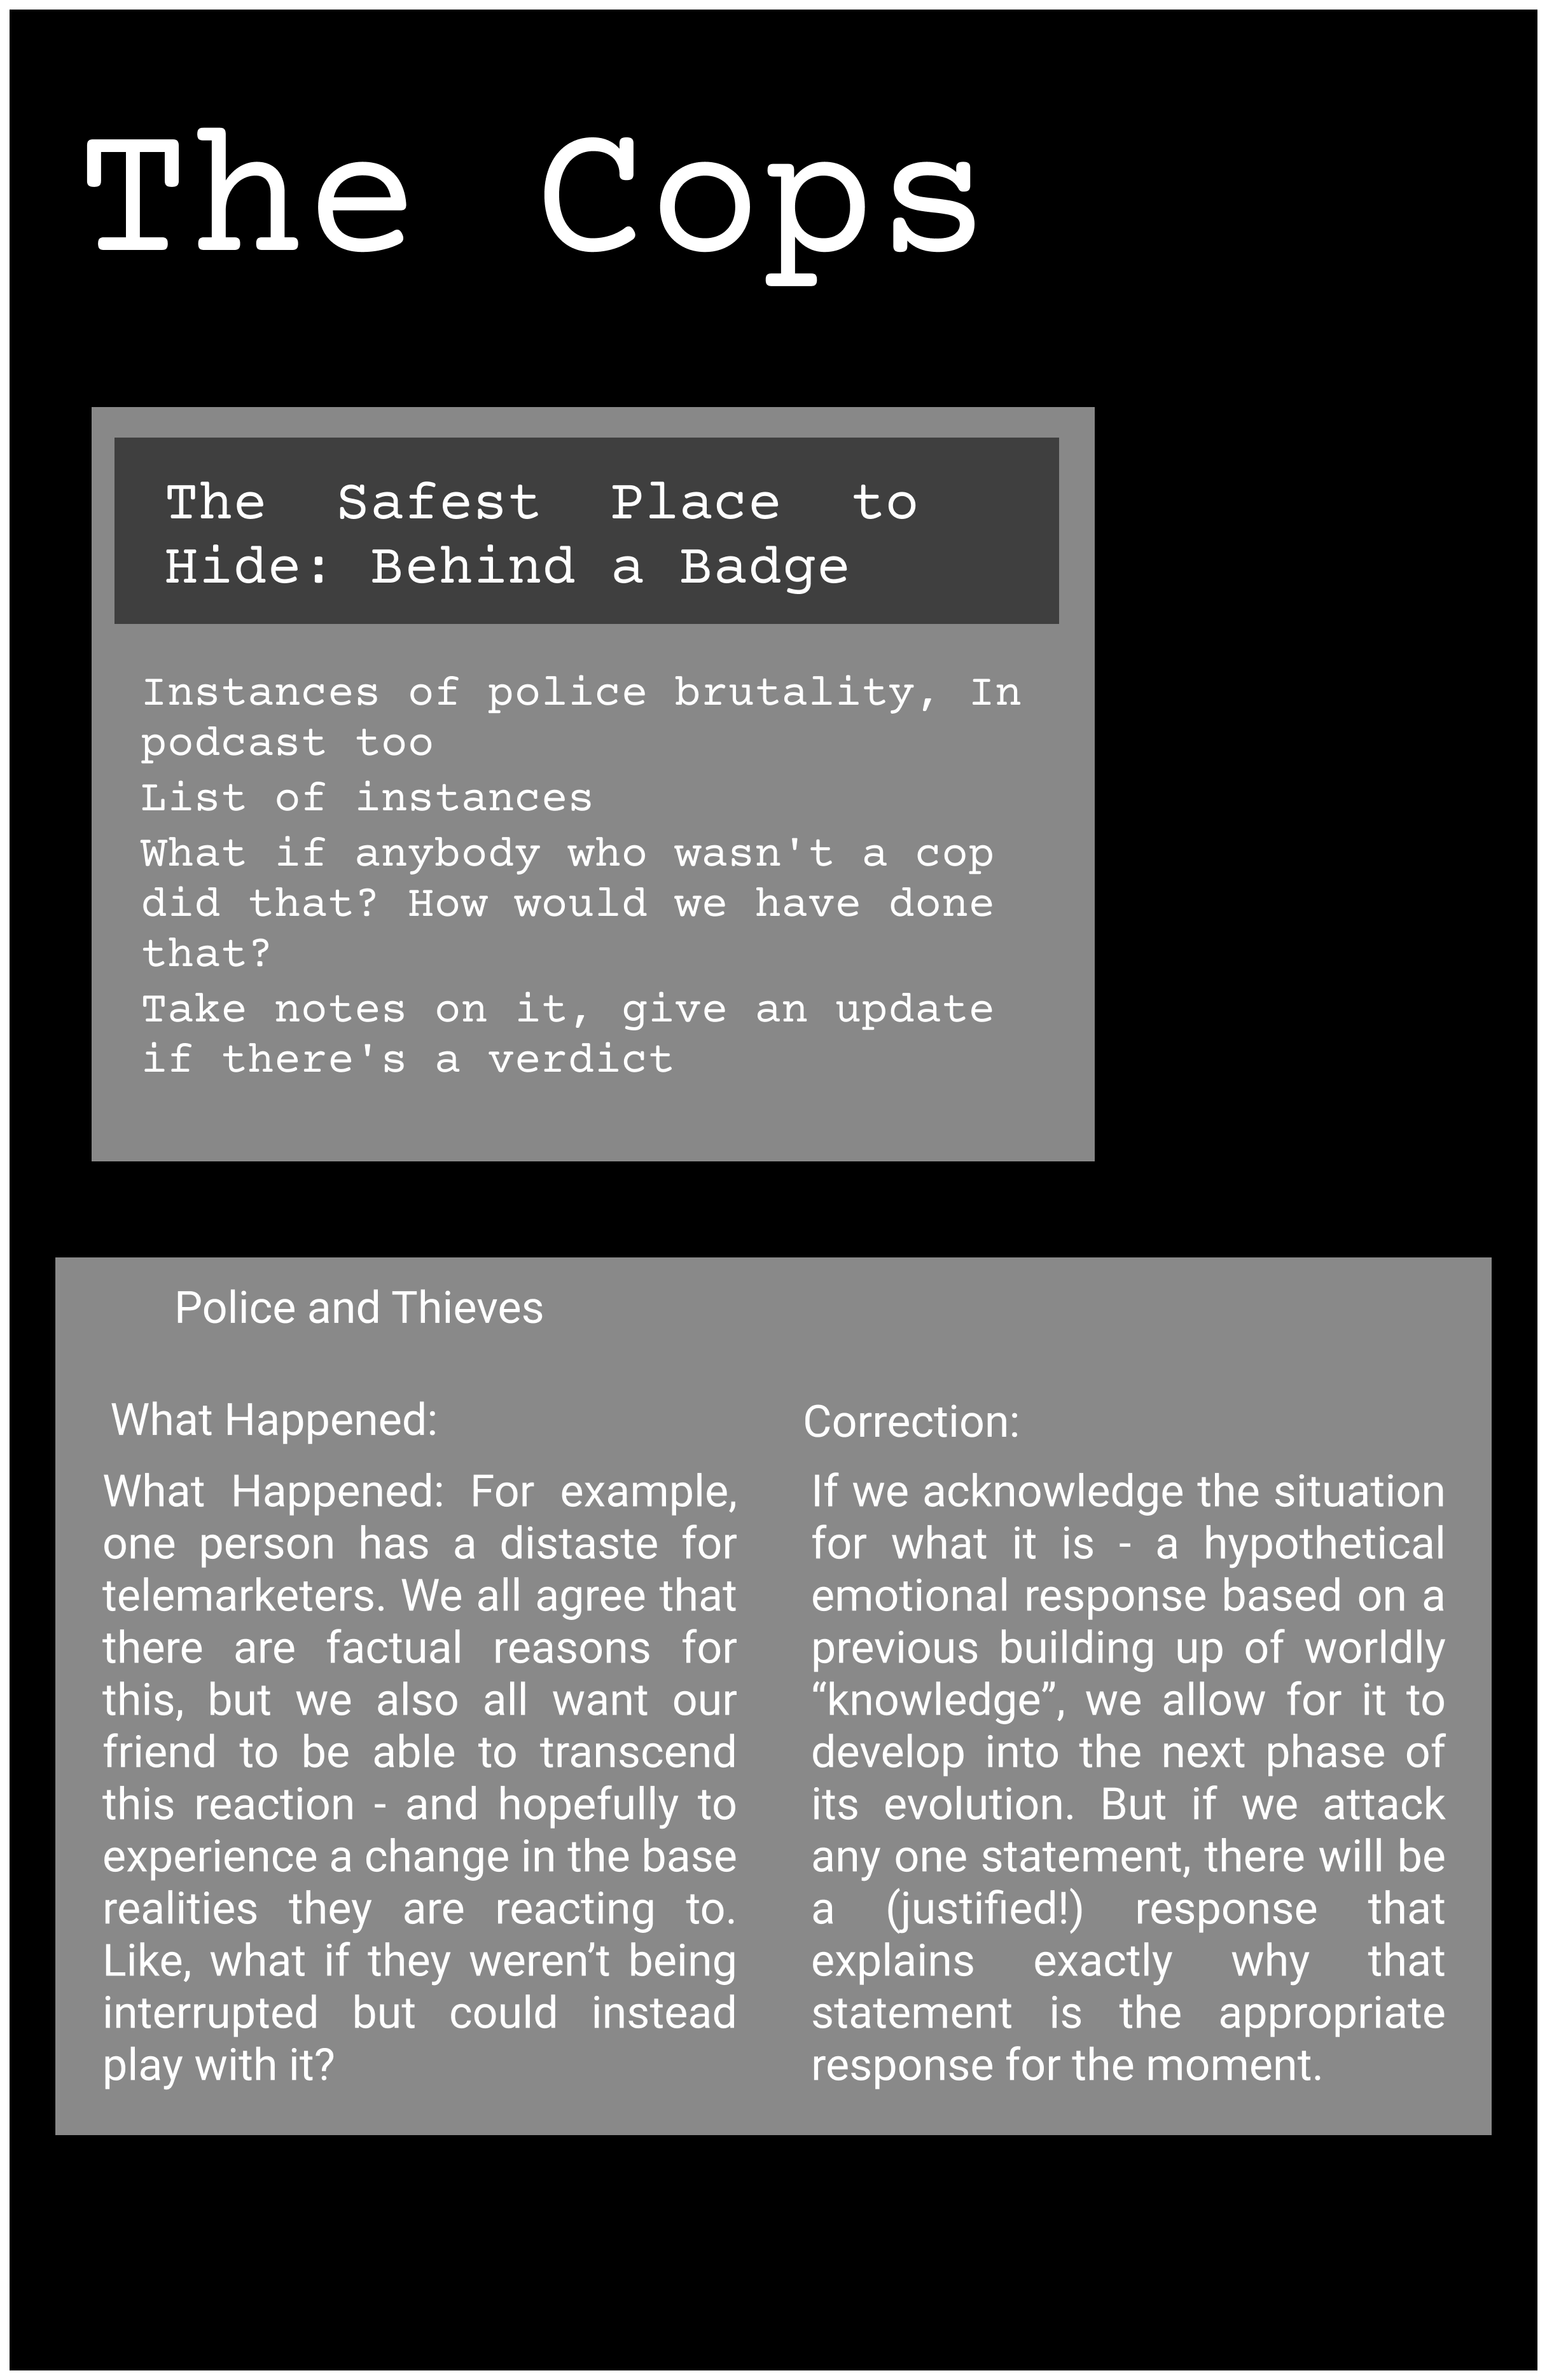 The Cops
The Safest Place to
Hide: Behind a Badge
Instances of police brutality, In
podcast too
List of instances
What if anybody who wasn't a cop
did that? How would we have done
that?
Take notes on it, give an update
if there's a verdict
Police and Thieves
What Happened:
What Happened: For example,
one person has a distaste for
telemarketers. We all agree that
there are factual reasons for
this, but we also all want our
friend to be able to transcend
this reaction - and hopefully to
experience a change in the base
realities they are reacting to.
Like, what if they weren’t being
interrupted but could instead
play with it?
Correction:
If we acknowledge the situation
for what it is - a hypothetical
emotional response based on a
previous building up of worldly
“knowledge”, we allow for it to
develop into the next phase of
its evolution. But if we attack
any one statement, there will be
a (justified!) response that
explains exactly why that
statement is the appropriate
response for the moment.